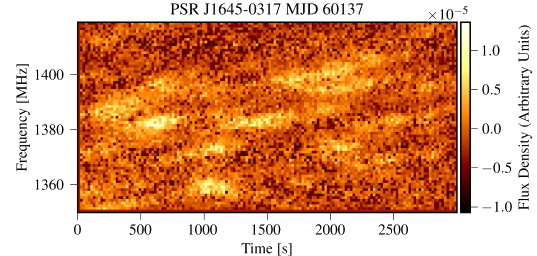 PSR J1645-0317 MJD 60137
×10⁻⁵
Frequency [MHz]
1400
1380
1360
0 500 1000 1500 2000 2500
Time [s]
1.0
0.5
0.0
−0.5
−1.0
Flux Density (Arbitrary Units)